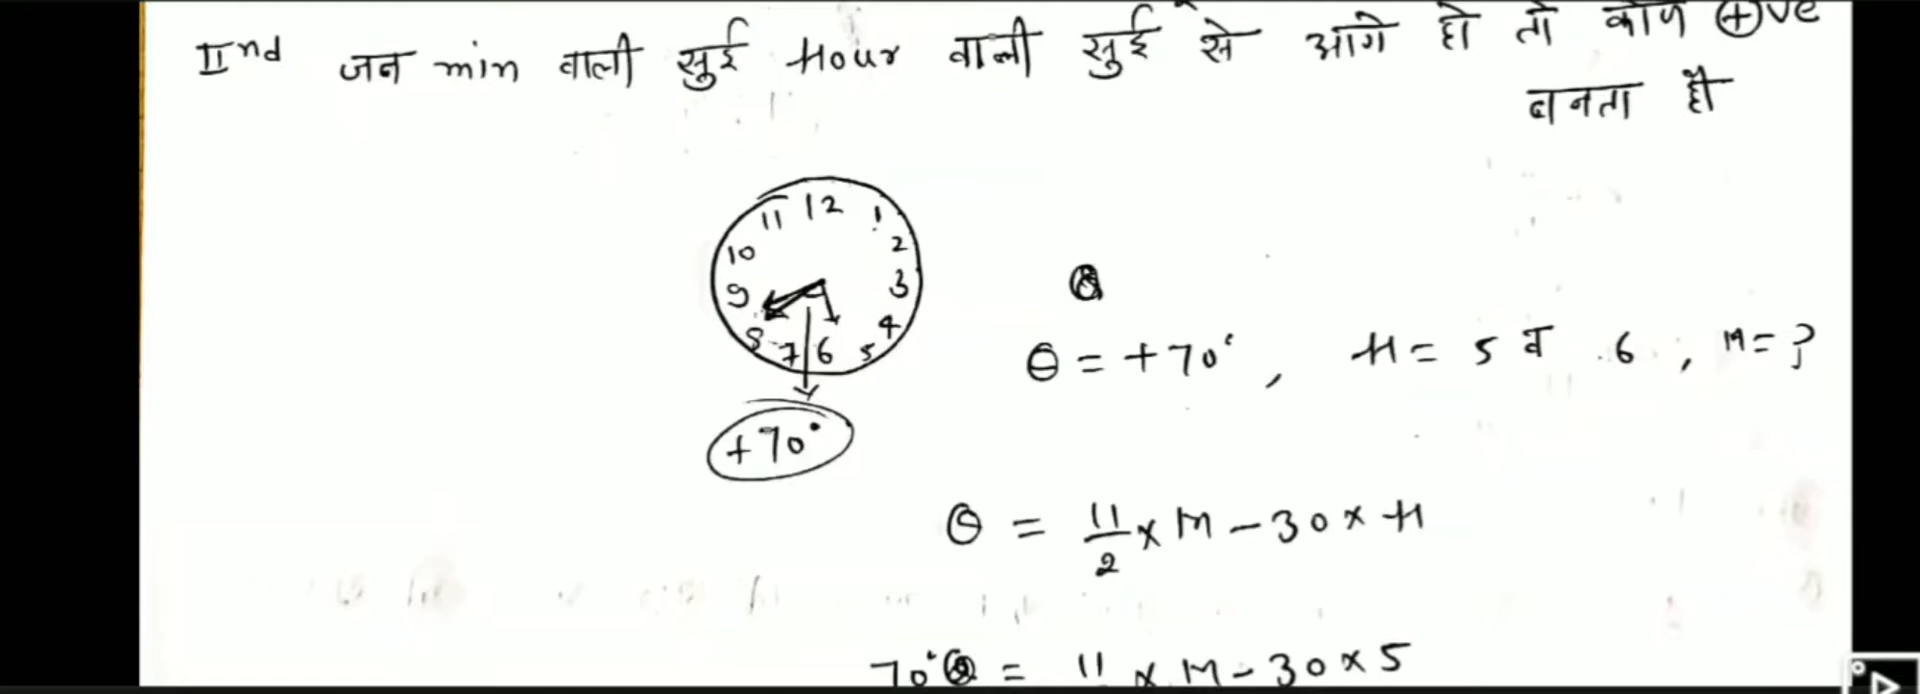 IInd जब min वाली सुई Hour वाली सुई से आगे हो तो कोण ⊕ve
बनता है
12
11 1
10 2
9 3
8 4
7 6 5
+70°
θ = +70°, H = 5 व 6, M = ?
θ = 11/2 × M - 30 × H
70° = 11 × M - 30 × 5